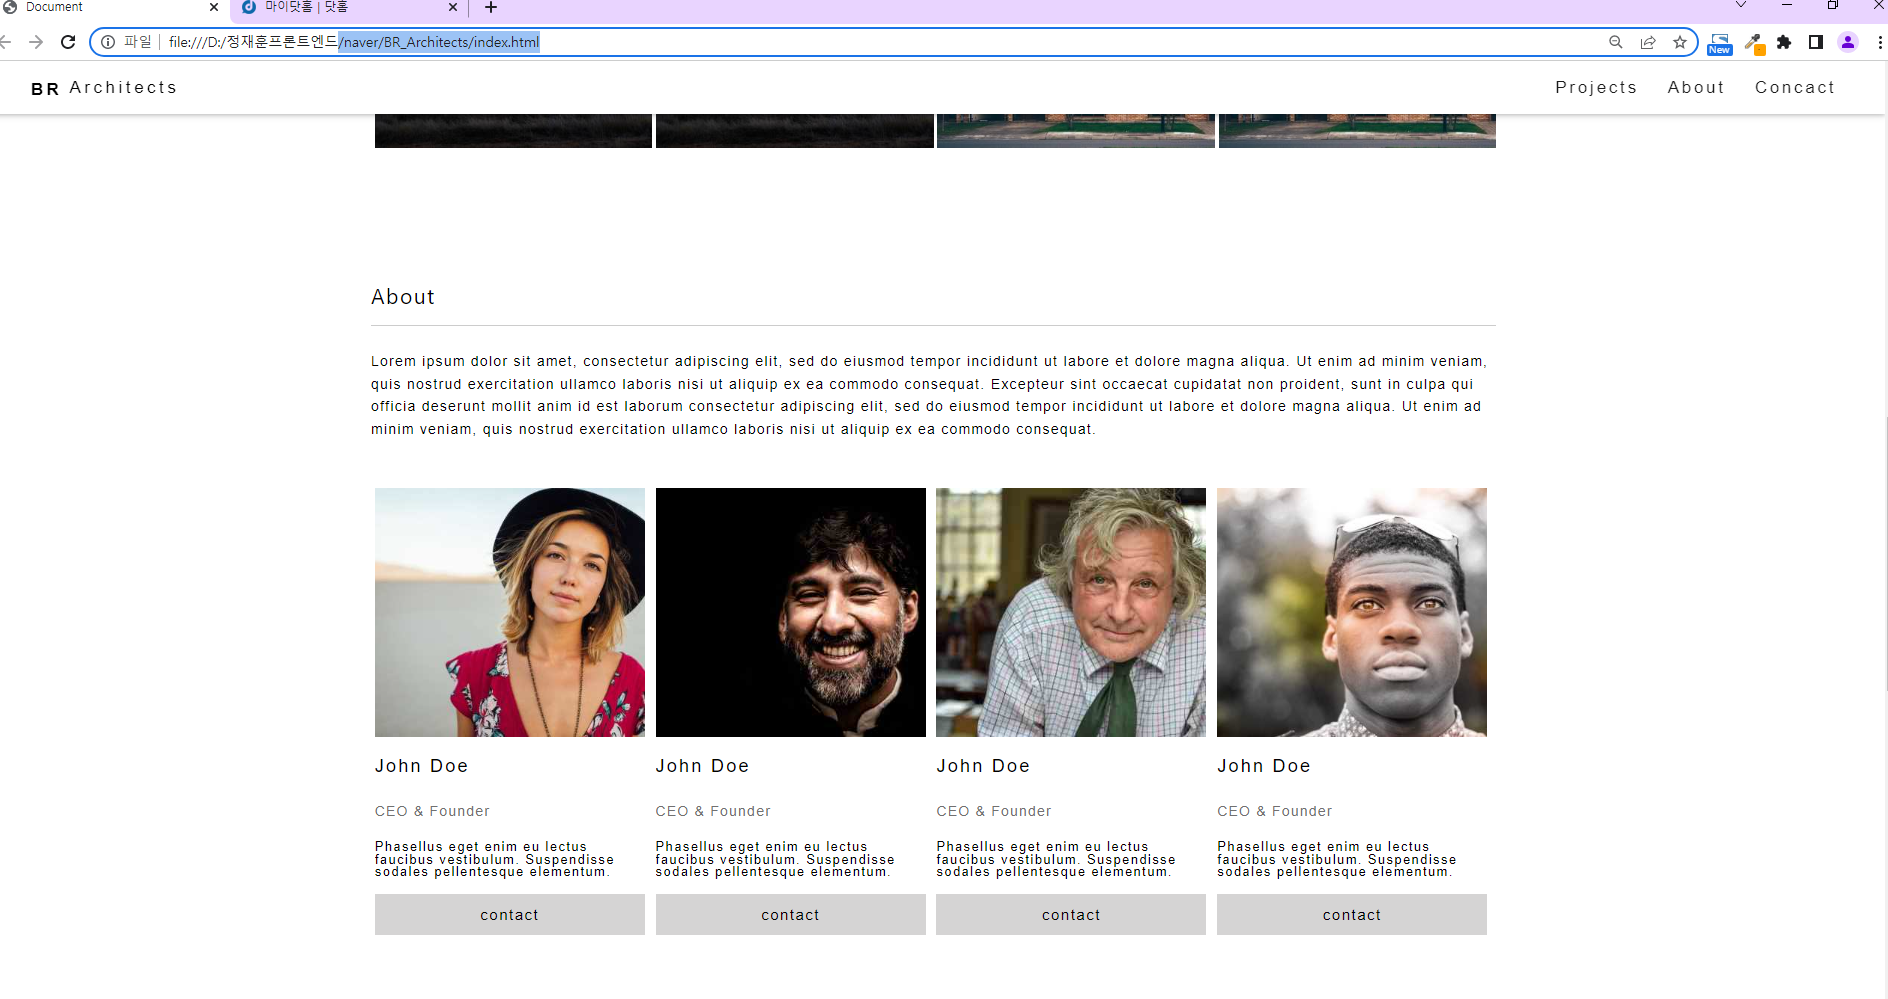 Document
마이닷홈 | 닷홈
파일 | file:///D:/정재훈프론트엔드/naver/BR_Architects/index.html
New
BR Architects
Projects About Concact
About
Lorem ipsum dolor sit amet, consectetur adipiscing elit, sed do eiusmod tempor incididunt ut labore et dolore magna aliqua. Ut enim ad minim veniam,
quis nostrud exercitation ullamco laboris nisi ut aliquip ex ea commodo consequat. Excepteur sint occaecat cupidatat non proident, sunt in culpa qui
officia deserunt mollit anim id est laborum consectetur adipiscing elit, sed do eiusmod tempor incididunt ut labore et dolore magna aliqua. Ut enim ad
minim veniam, quis nostrud exercitation ullamco laboris nisi ut aliquip ex ea commodo consequat.
John Doe
CEO & Founder
Phasellus eget enim eu lectus
faucibus vestibulum. Suspendisse
sodales pellentesque elementum.
contact
John Doe
CEO & Founder
Phasellus eget enim eu lectus
faucibus vestibulum. Suspendisse
sodales pellentesque elementum.
contact
John Doe
CEO & Founder
Phasellus eget enim eu lectus
faucibus vestibulum. Suspendisse
sodales pellentesque elementum.
contact
John Doe
CEO & Founder
Phasellus eget enim eu lectus
faucibus vestibulum. Suspendisse
sodales pellentesque elementum.
contact